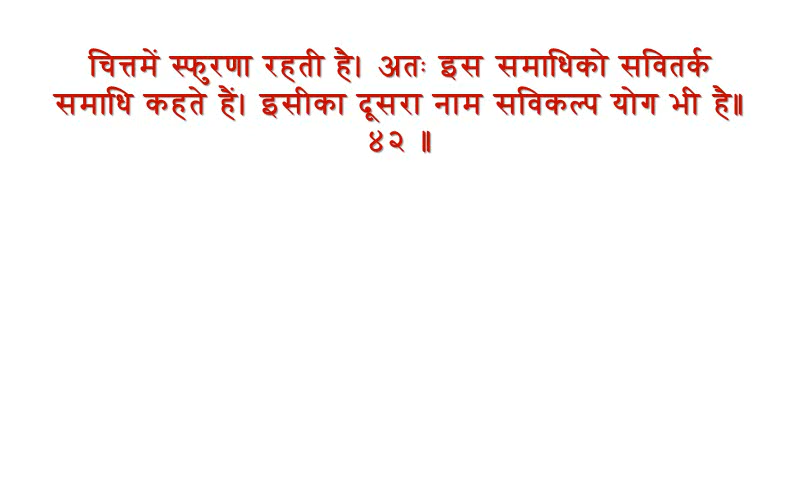 चित्तमें स्फुरणा रहती है। अतः इस समाधिको सवितर्क
समाधि कहते हैं। इसीका दूसरा नाम सविकल्प योग भी है॥
४२ ॥